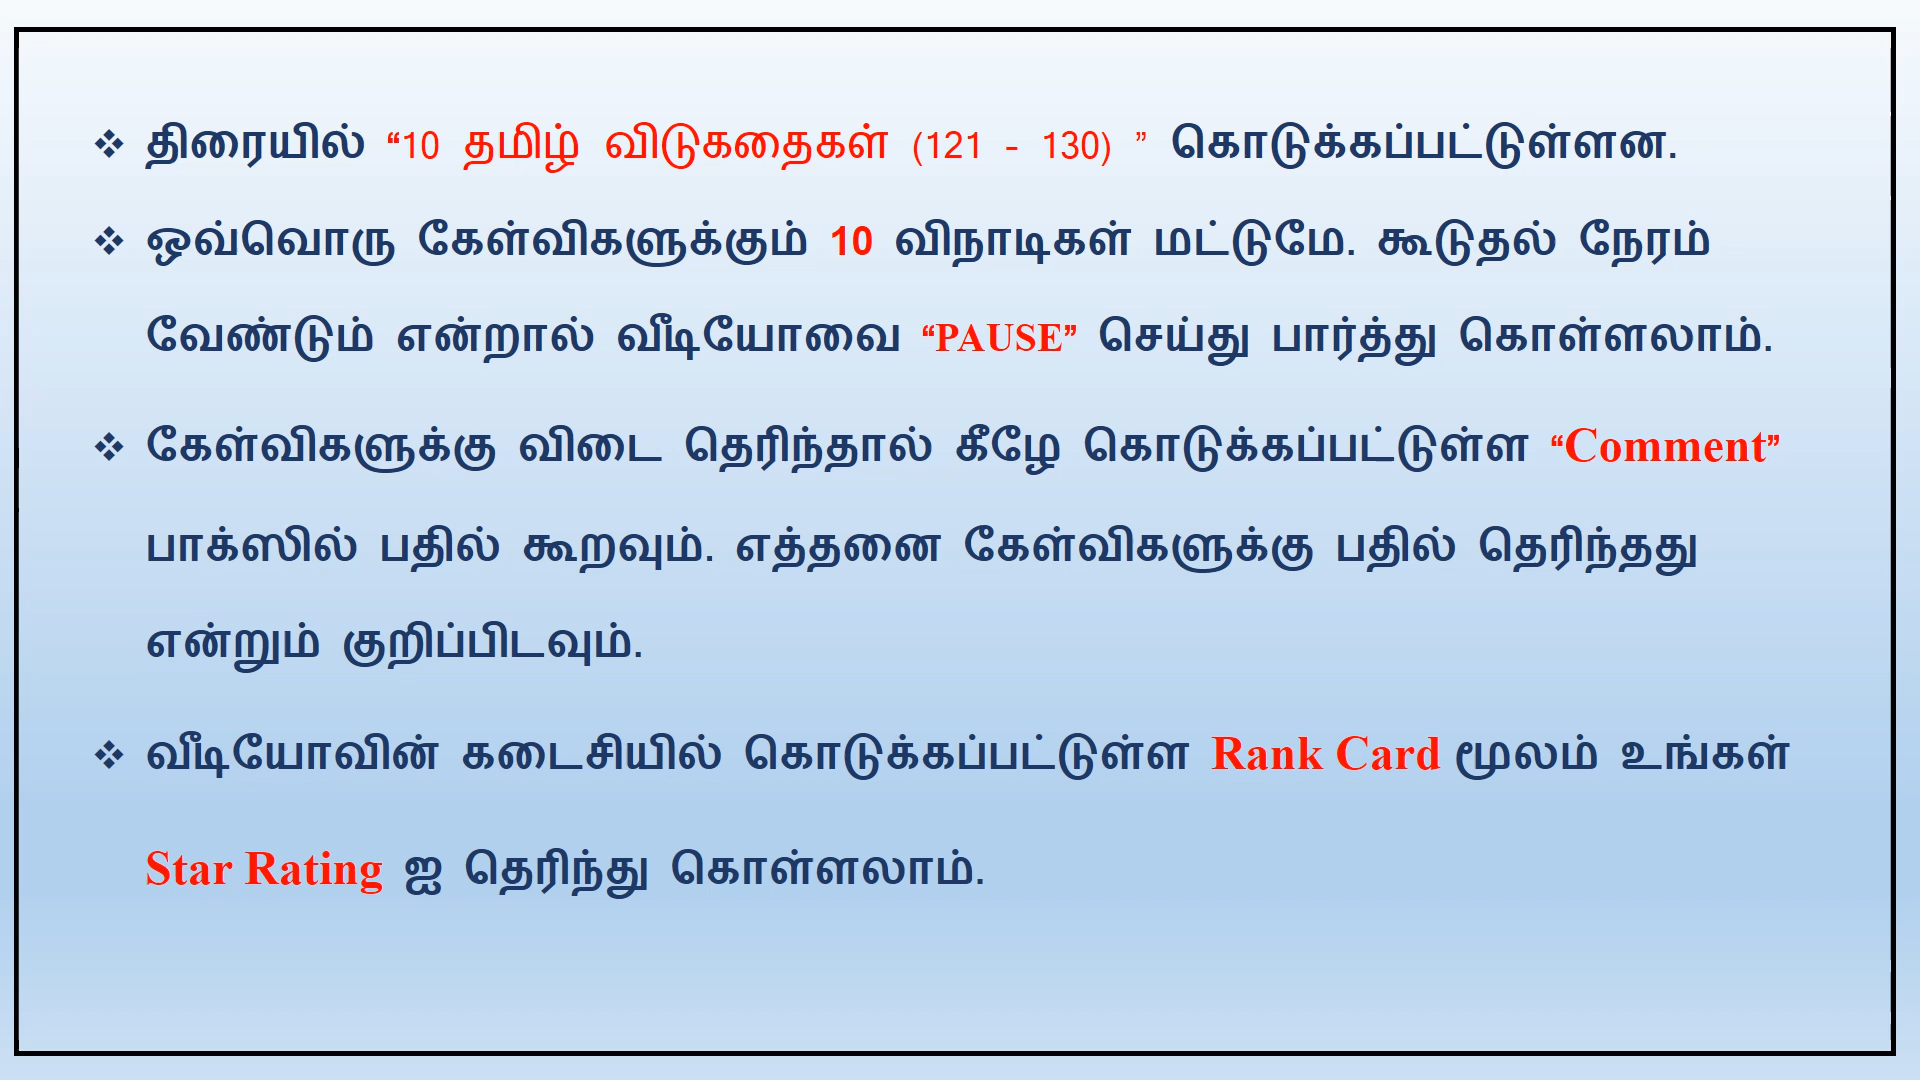 ❖ திரையில் “10 தமிழ் விடுகதைகள் (121 - 130) ” கொடுக்கப்பட்டுள்ளன.
❖ ஒவ்வொரு கேள்விகளுக்கும் 10 விநாடிகள் மட்டுமே. கூடுதல் நேரம்
வேண்டும் என்றால் வீடியோவை “PAUSE” செய்து பார்த்து கொள்ளலாம்.
❖ கேள்விகளுக்கு விடை தெரிந்தால் கீழே கொடுக்கப்பட்டுள்ள “Comment”
பாக்ஸில் பதில் கூறவும். எத்தனை கேள்விகளுக்கு பதில் தெரிந்தது
என்றும் குறிப்பிடவும்.
❖ வீடியோவின் கடைசியில் கொடுக்கப்பட்டுள்ள Rank Card மூலம் உங்கள்
Star Rating ஐ தெரிந்து கொள்ளலாம்.